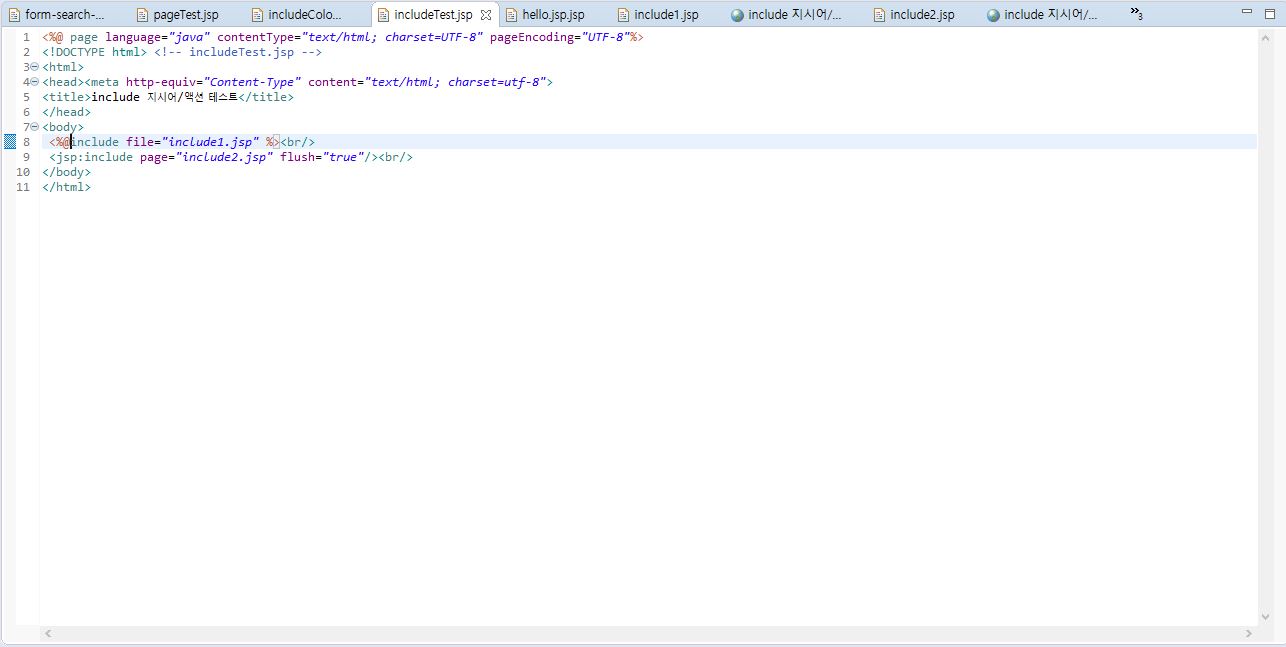 form-search-... pageTest.jsp includeColo... includeTest.jsp hello.jsp.jsp include1.jsp include 지시어/... include2.jsp include 지시어/... »3
1 <%@ page language="java" contentType="text/html; charset=UTF-8" pageEncoding="UTF-8"%>
2 <!DOCTYPE html> <!-- includeTest.jsp -->
3 <html>
4 <head><meta http-equiv="Content-Type" content="text/html; charset=utf-8">
5 <title>include 지시어/액션 테스트</title>
6 </head>
7 <body>
8 <%@include file="include1.jsp" %><br/>
9 <jsp:include page="include2.jsp" flush="true"/><br/>
10 </body>
11 </html>